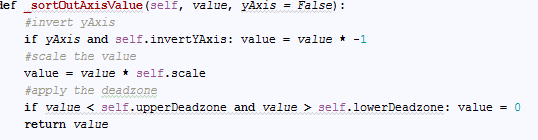 def _sortOutAxisValue(self, value, yAxis = False):
#invert yAxis
if yAxis and self.invertYAxis: value = value * -1
#scale the value
value = value * self.scale
#apply the deadzone
if value < self.upperDeadzone and value > self.lowerDeadzone: value = 0
return value